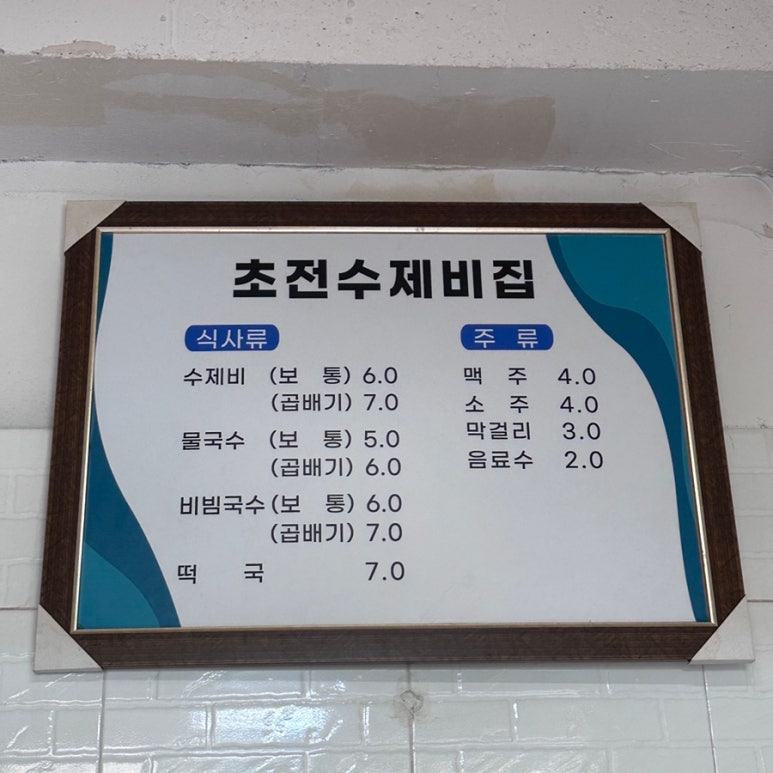 초전수제비집
식사류
수제비 (보 통) 6.0
(곱배기) 7.0
물국수 (보 통) 5.0
(곱배기) 6.0
비빔국수 (보 통) 6.0
(곱배기) 7.0
떡 국 7.0
주 류
맥 주 4.0
소 주 4.0
막걸리 3.0
음료수 2.0